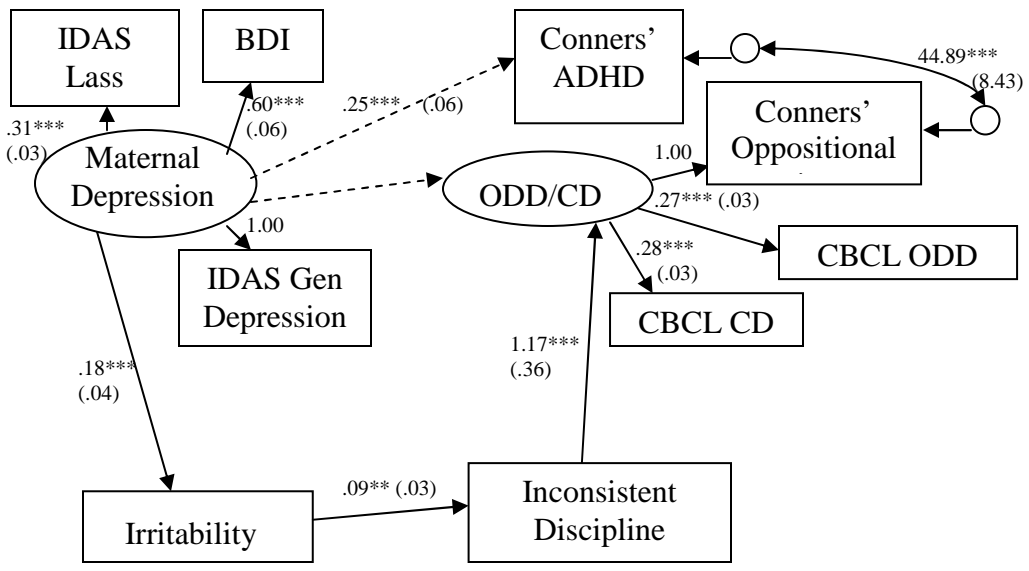 IDAS
Lass
BDI
Conners’
ADHD
44.89***
(8.43)
.31***
(.03)
.60***
(.06)
.25*** (.06)
Conners’
Oppositional
Maternal
Depression
1.00
ODD/CD
.27*** (.03)
1.00
IDAS Gen
Depression
.28***
(.03)
CBCL ODD
CBCL CD
1.17***
(.36)
.18***
(.04)
.09** (.03)
Irritability
Inconsistent
Discipline